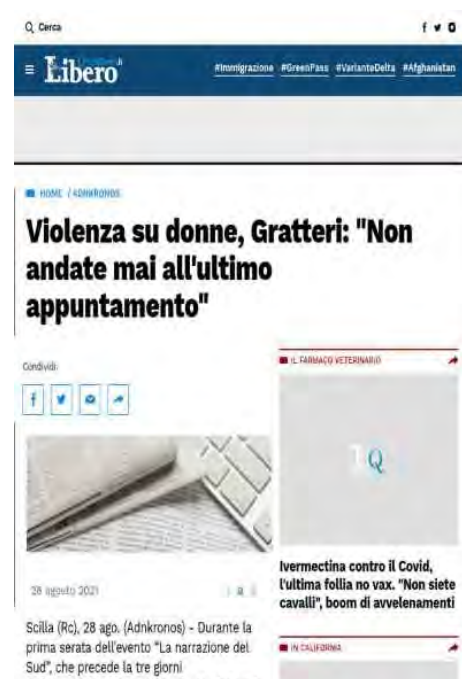 Cerca
Libero
#Immigrazione #GreenPass #VarianteDelta #Afghanistan
HOME / ADNKRONOS
Violenza su donne, Gratteri: "Non
andate mai all'ultimo
appuntamento"
Condividi:
28 agosto 2021
Scilla (Rc), 28 ago. (Adnkronos) - Durante la
prima serata dell'evento "La narrazione del
Sud", che precede la tre giorni
IL FARMACO VETERINARIO
Ivermectina contro il Covid,
l'ultima follia no vax. "Non siete
cavalli", boom di avvelenamenti
IN CALIFORNIA